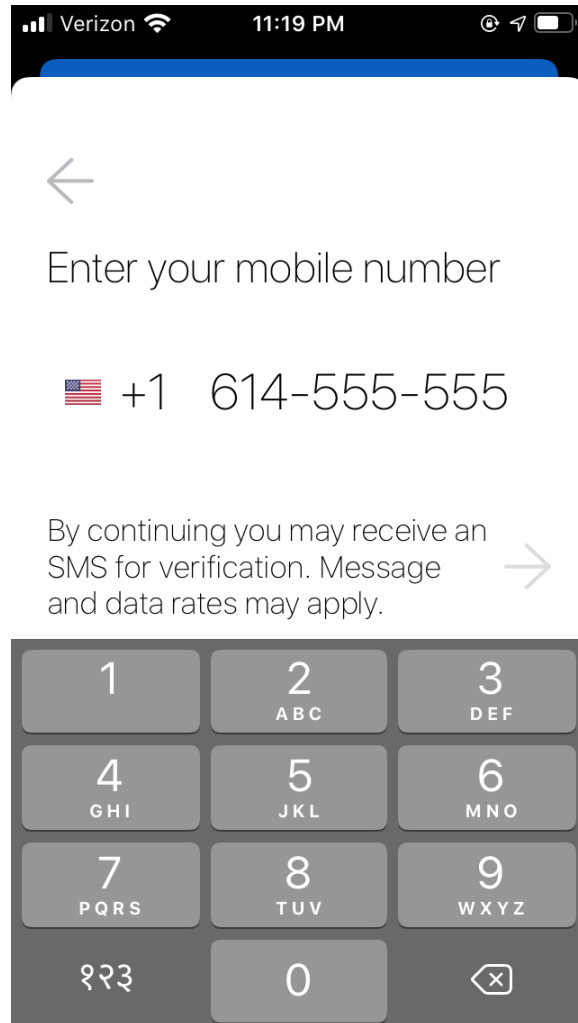 Verizon 11:19 PM
Enter your mobile number
+1 614-555-555
By continuing you may receive an
SMS for verification. Message
and data rates may apply.
1 2 3
ABC DEF
4 5 6
GHI JKL MNO
7 8 9
PQRS TUV WXYZ
१२३ 0